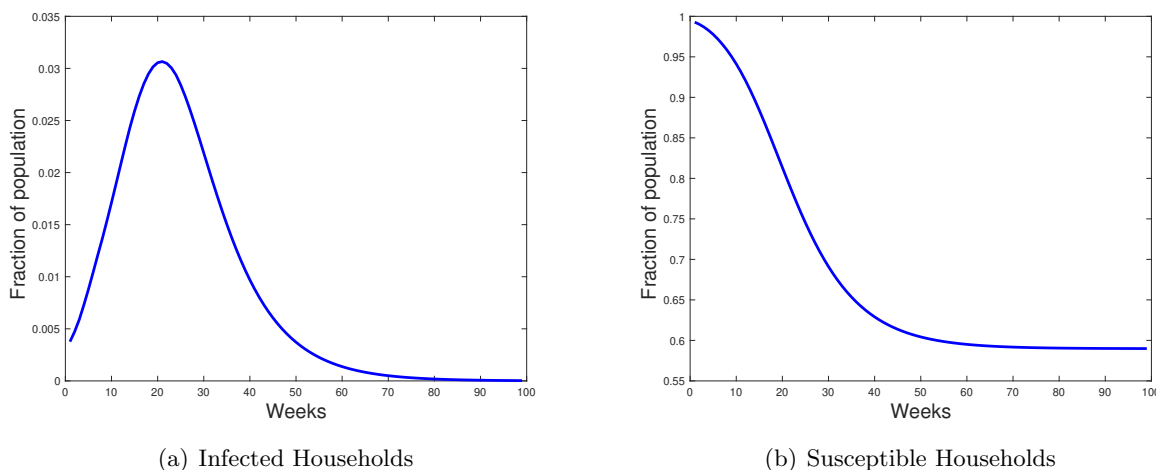 0.035
0.03
0.025
0.02
0.015
0.01
0.005
0
Fraction of population
0 10 20 30 40 50 60 70 80 90 100
Weeks
(a) Infected Households
1
0.95
0.9
0.85
0.8
0.75
0.7
0.65
0.6
0.55
Fraction of population
0 10 20 30 40 50 60 70 80 90 100
Weeks
(b) Susceptible Households